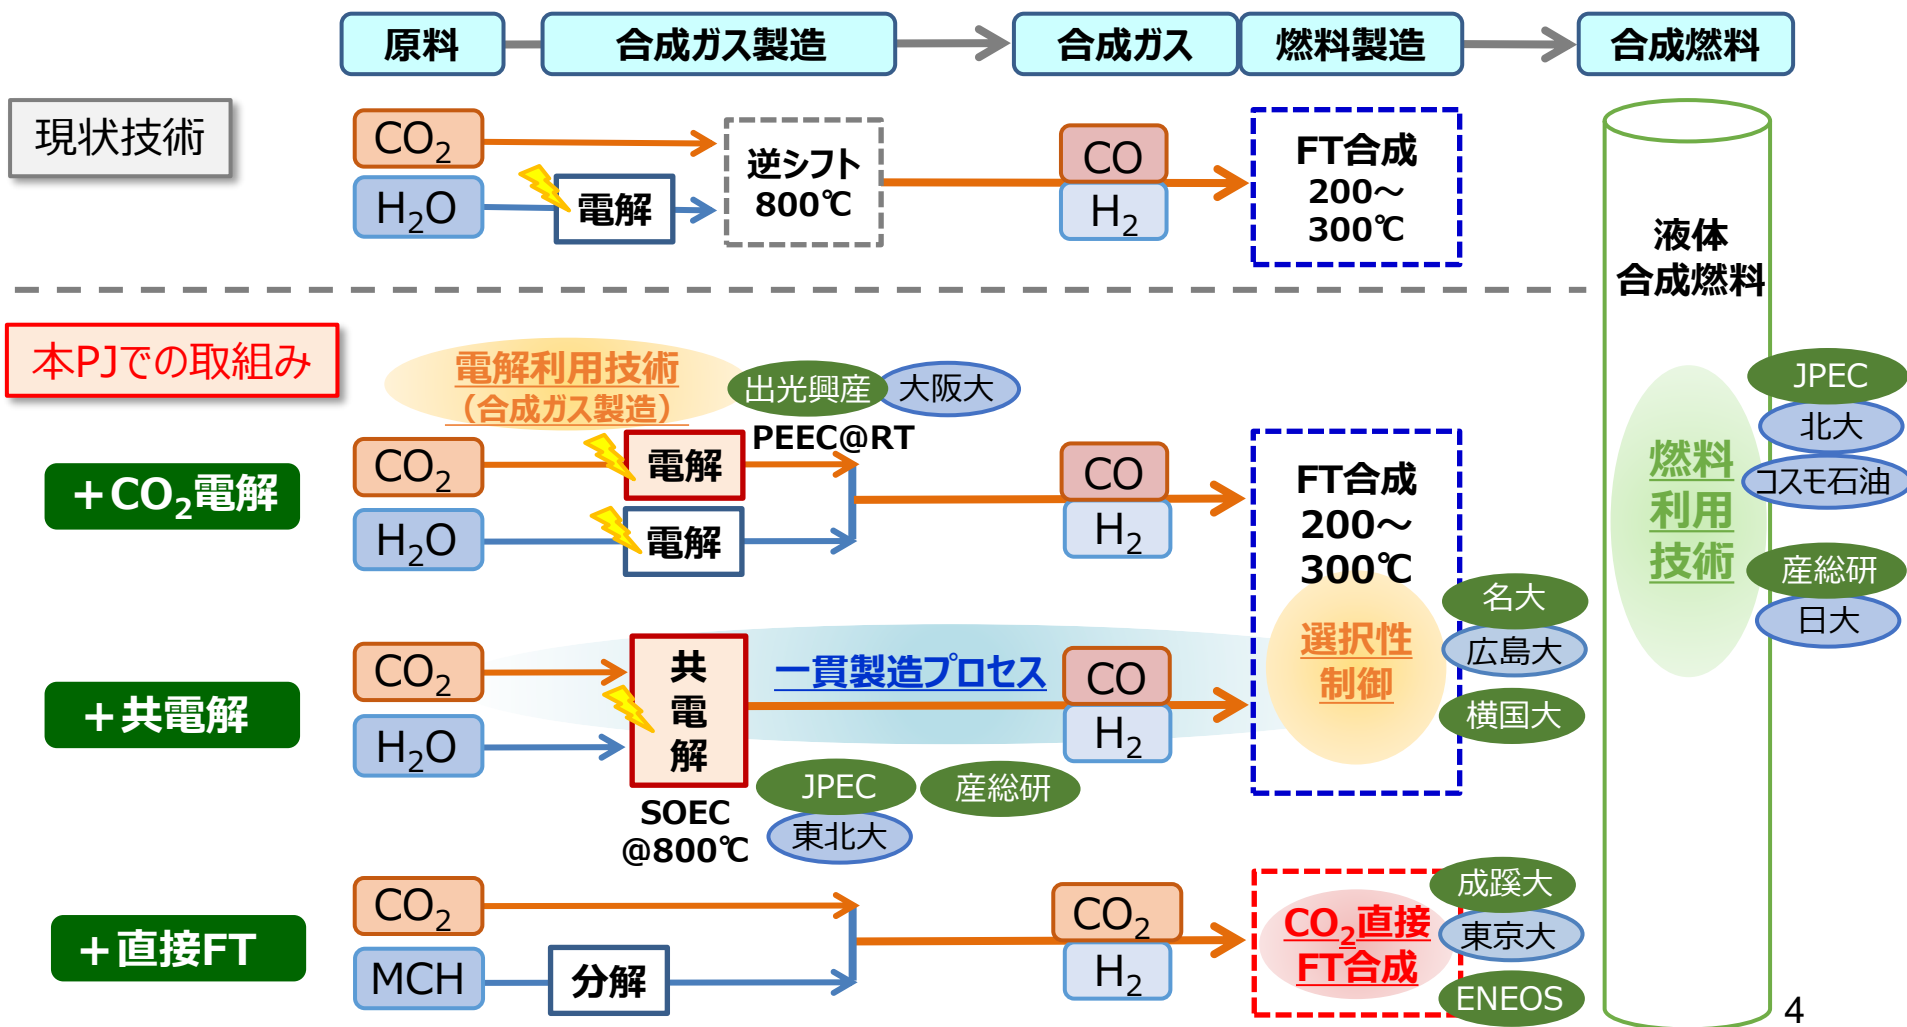 原料
合成ガス製造
合成ガス
燃料製造
合成燃料
現状技術
CO₂
H₂O
電解
逆シフト
800℃
CO
H₂
FT合成
200～
300℃
液体
合成燃料
本PJでの取組み
電解利用技術
（合成ガス製造）
出光興産
大阪大
PEEC@RT
＋CO₂電解
CO₂
電解
H₂O
電解
CO
H₂
FT合成
200～
300℃
選択性
制御
名大
広島大
横国大
燃料
利用
技術
JPEC
北大
コスモ石油
産総研
日大
＋共電解
CO₂
H₂O
共
電
解
SOEC
@800℃
一貫製造プロセス
CO
H₂
JPEC
東北大
産総研
＋直接FT
CO₂
MCH
分解
CO₂
H₂
CO₂直接
FT合成
成蹊大
東京大
ENEOS
4